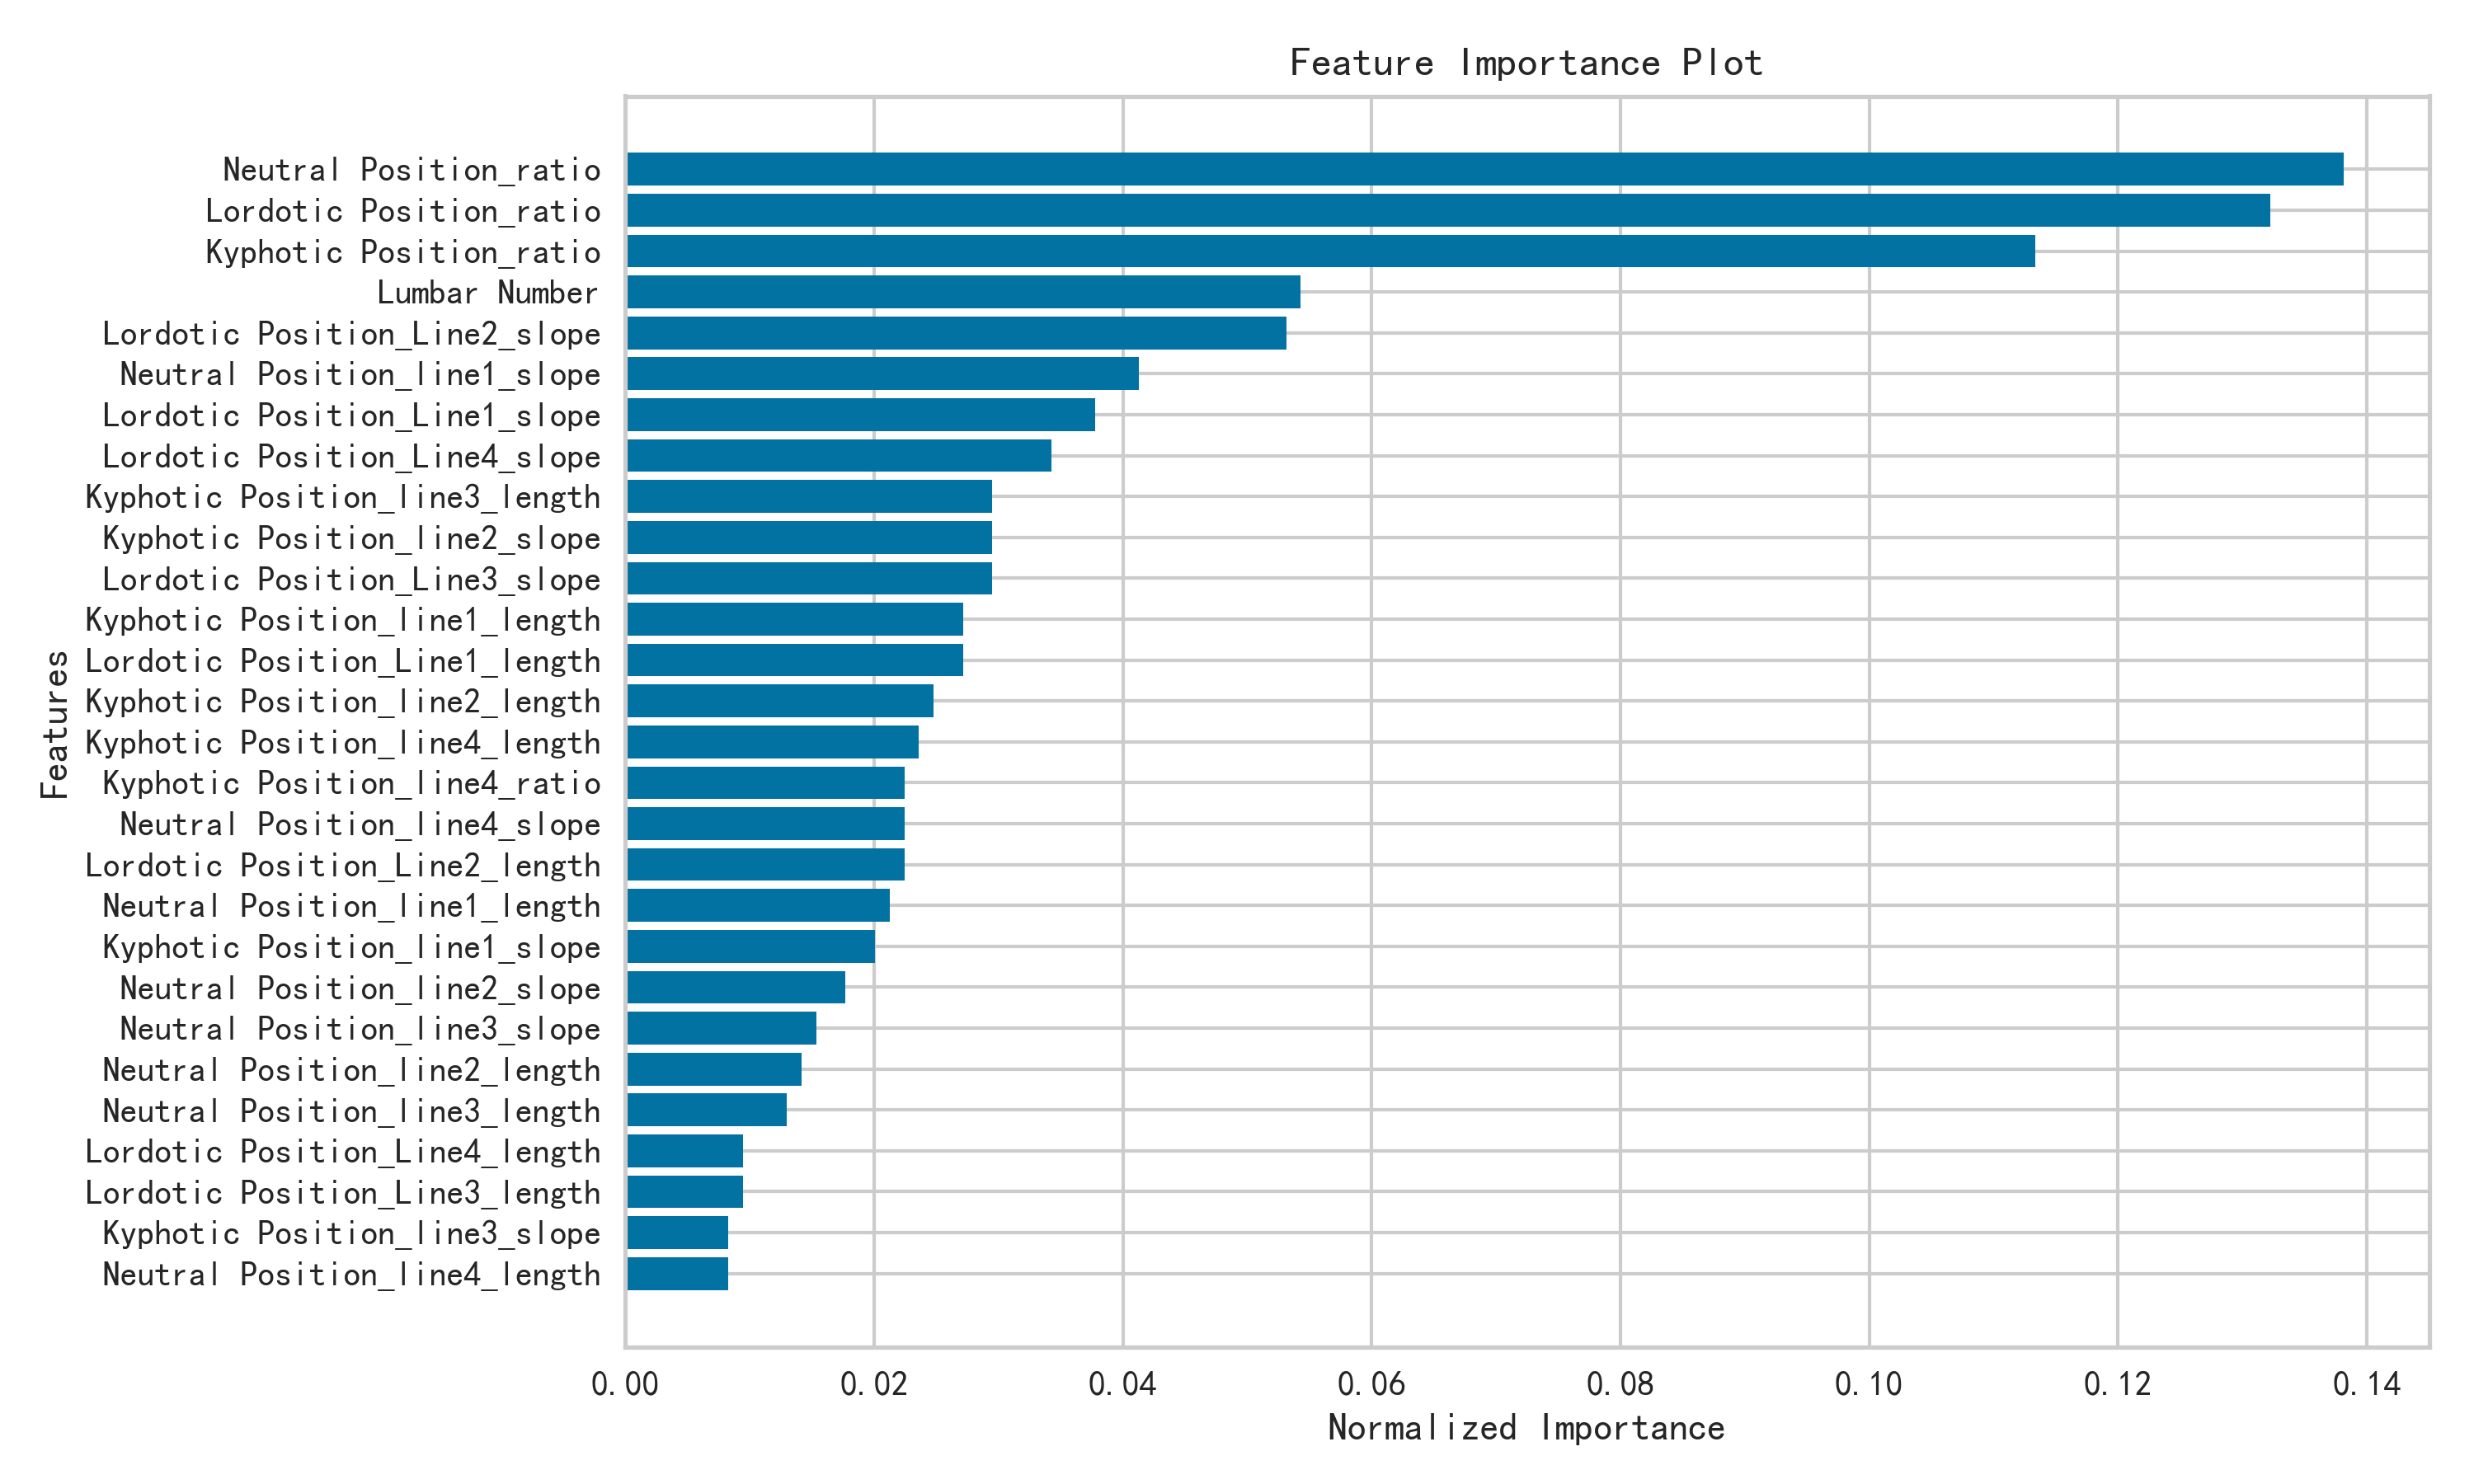 Feature Importance Plot
Neutral Position_ratio
Lordotic Position_ratio
Kyphotic Position_ratio
Lumbar Number
Lordotic Position_Line2_slope
Neutral Position_line1_slope
Lordotic Position_Line1_slope
Lordotic Position_Line4_slope
Kyphotic Position_line3_length
Kyphotic Position_line2_slope
Lordotic Position_Line3_slope
Kyphotic Position_line1_length
Lordotic Position_Line1_length
Kyphotic Position_line2_length
Kyphotic Position_line4_length
Kyphotic Position_line4_ratio
Neutral Position_line4_slope
Lordotic Position_Line2_length
Neutral Position_line1_length
Kyphotic Position_line1_slope
Neutral Position_line2_slope
Neutral Position_line3_slope
Neutral Position_line2_length
Neutral Position_line3_length
Lordotic Position_Line4_length
Lordotic Position_Line3_length
Kyphotic Position_line3_slope
Neutral Position_line4_length
Features
0.00 0.02 0.04 0.06 0.08 0.10 0.12 0.14
Normalized Importance